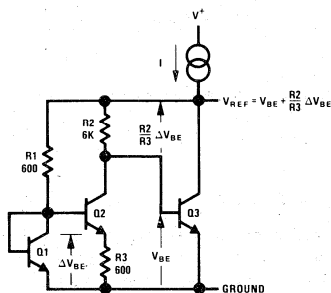 V+
I
VREF = VBE + R2/R3 ΔVBE
R2
6K
R2/R3 ΔVBE
R1
600
Q1
Q2
Q3
ΔVBE
R3
600
VBE
GROUND